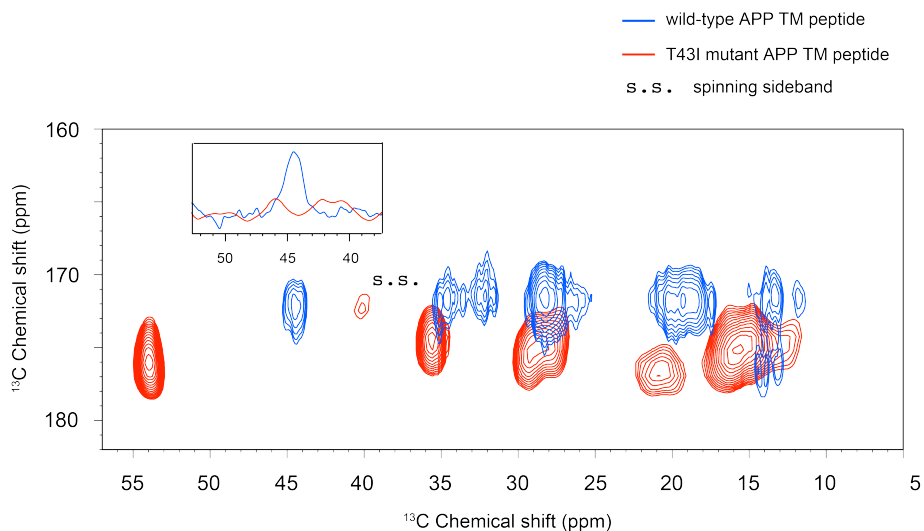 wild-type APP TM peptide
T43I mutant APP TM peptide
s.s. spinning sideband
160
170
180
50 45 40
s.s.
55 50 45 40 35 30 25 20 15 10 5
¹³C Chemical shift (ppm)
¹³C Chemical shift (ppm)